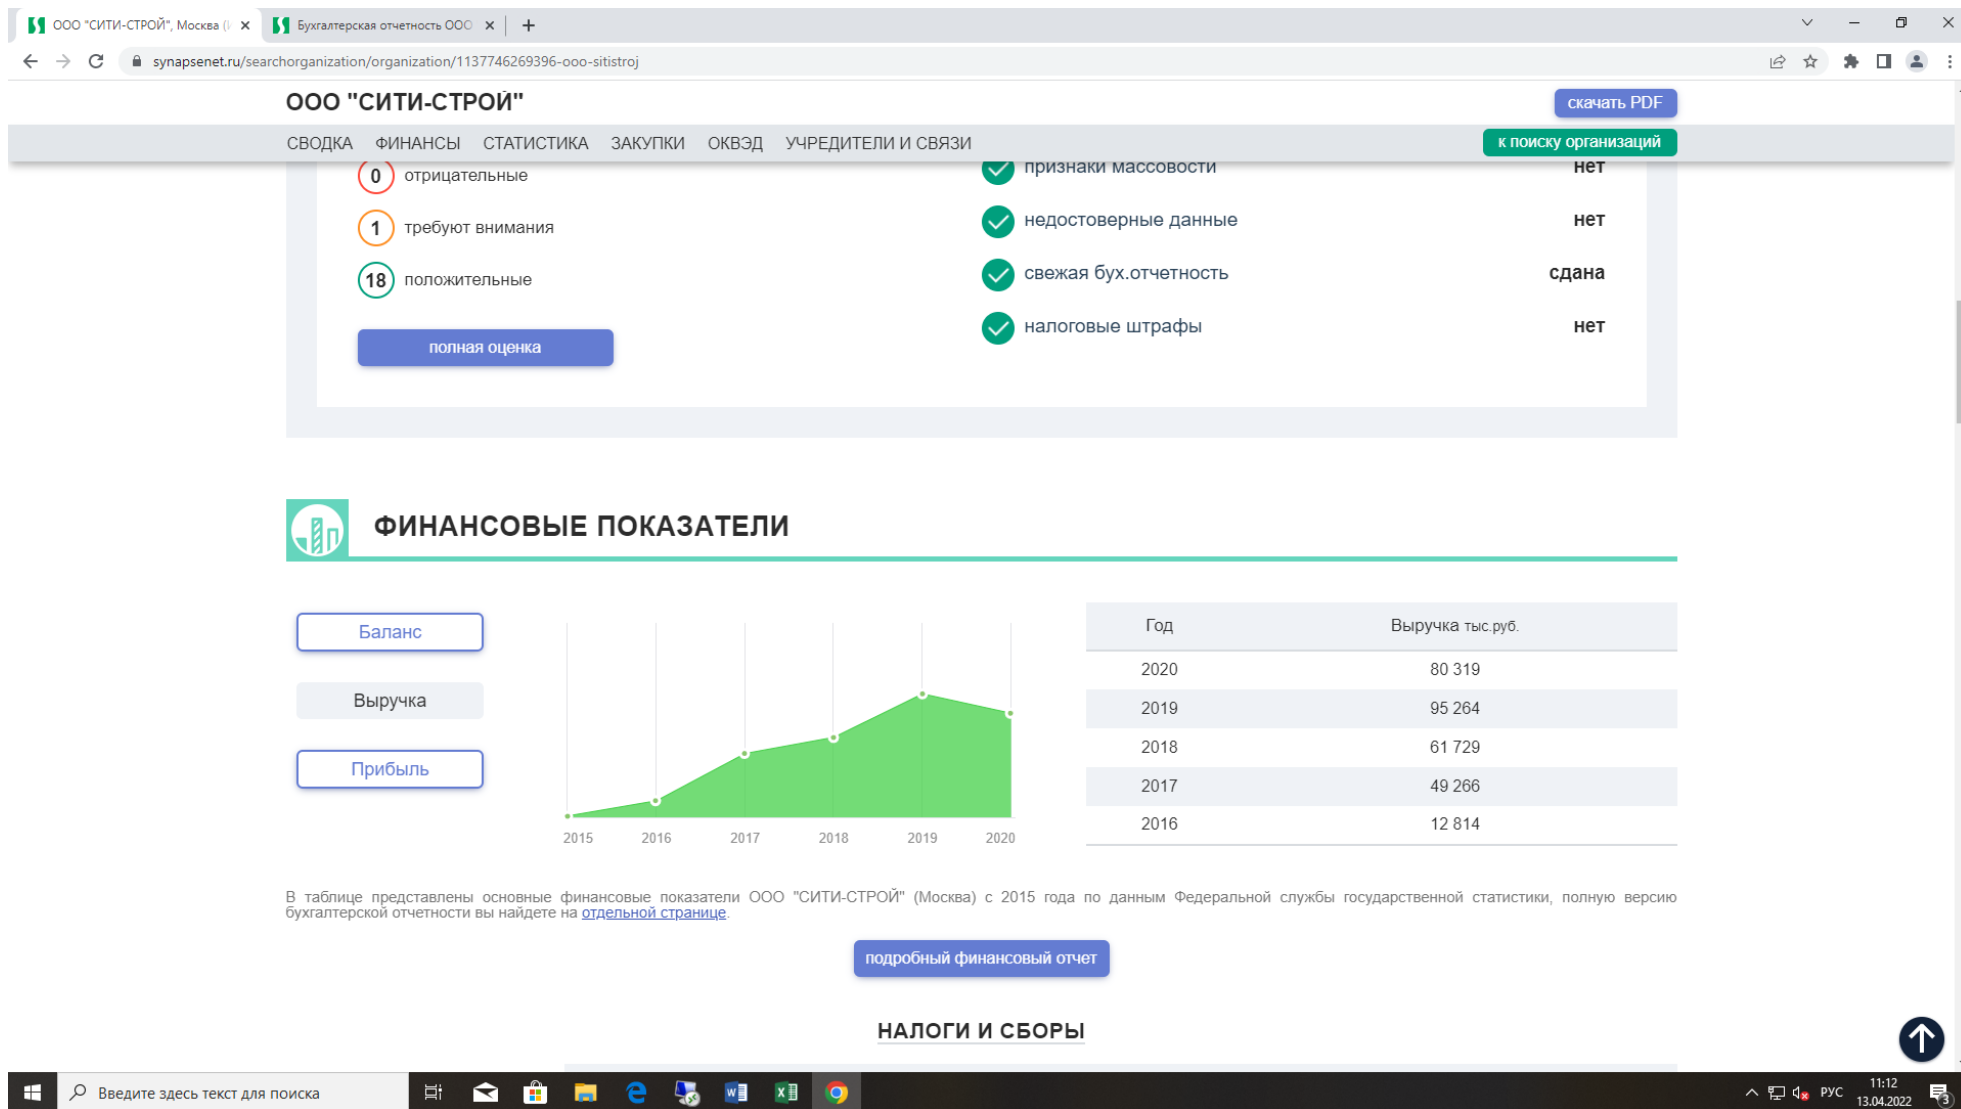 ООО "СИТИ-СТРОЙ", Москва (И
Бухгалтерская отчетность ООО
synapsenet.ru/searchorganization/organization/1137746269396-ooo-sitistroj
ООО "СИТИ-СТРОЙ"
скачать PDF
СВОДКА ФИНАНСЫ СТАТИСТИКА ЗАКУПКИ ОКВЭД УЧРЕДИТЕЛИ И СВЯЗИ
к поиску организаций
0 отрицательные
1 требуют внимания
18 положительные
полная оценка
признаки массовости нет
недостоверные данные нет
свежая бух.отчетность сдана
налоговые штрафы нет
ФИНАНСОВЫЕ ПОКАЗАТЕЛИ
Баланс
Выручка
Прибыль
2015 2016 2017 2018 2019 2020
Год Выручка тыс.руб.
2020 80 319
2019 95 264
2018 61 729
2017 49 266
2016 12 814
В таблице представлены основные финансовые показатели ООО "СИТИ-СТРОЙ" (Москва) с 2015 года по данным Федеральной службы государственной статистики, полную версию
бухгалтерской отчетности вы найдете на отдельной странице.
подробный финансовый отчет
НАЛОГИ И СБОРЫ
Введите здесь текст для поиска
РУС
11:12
13.04.2022
3